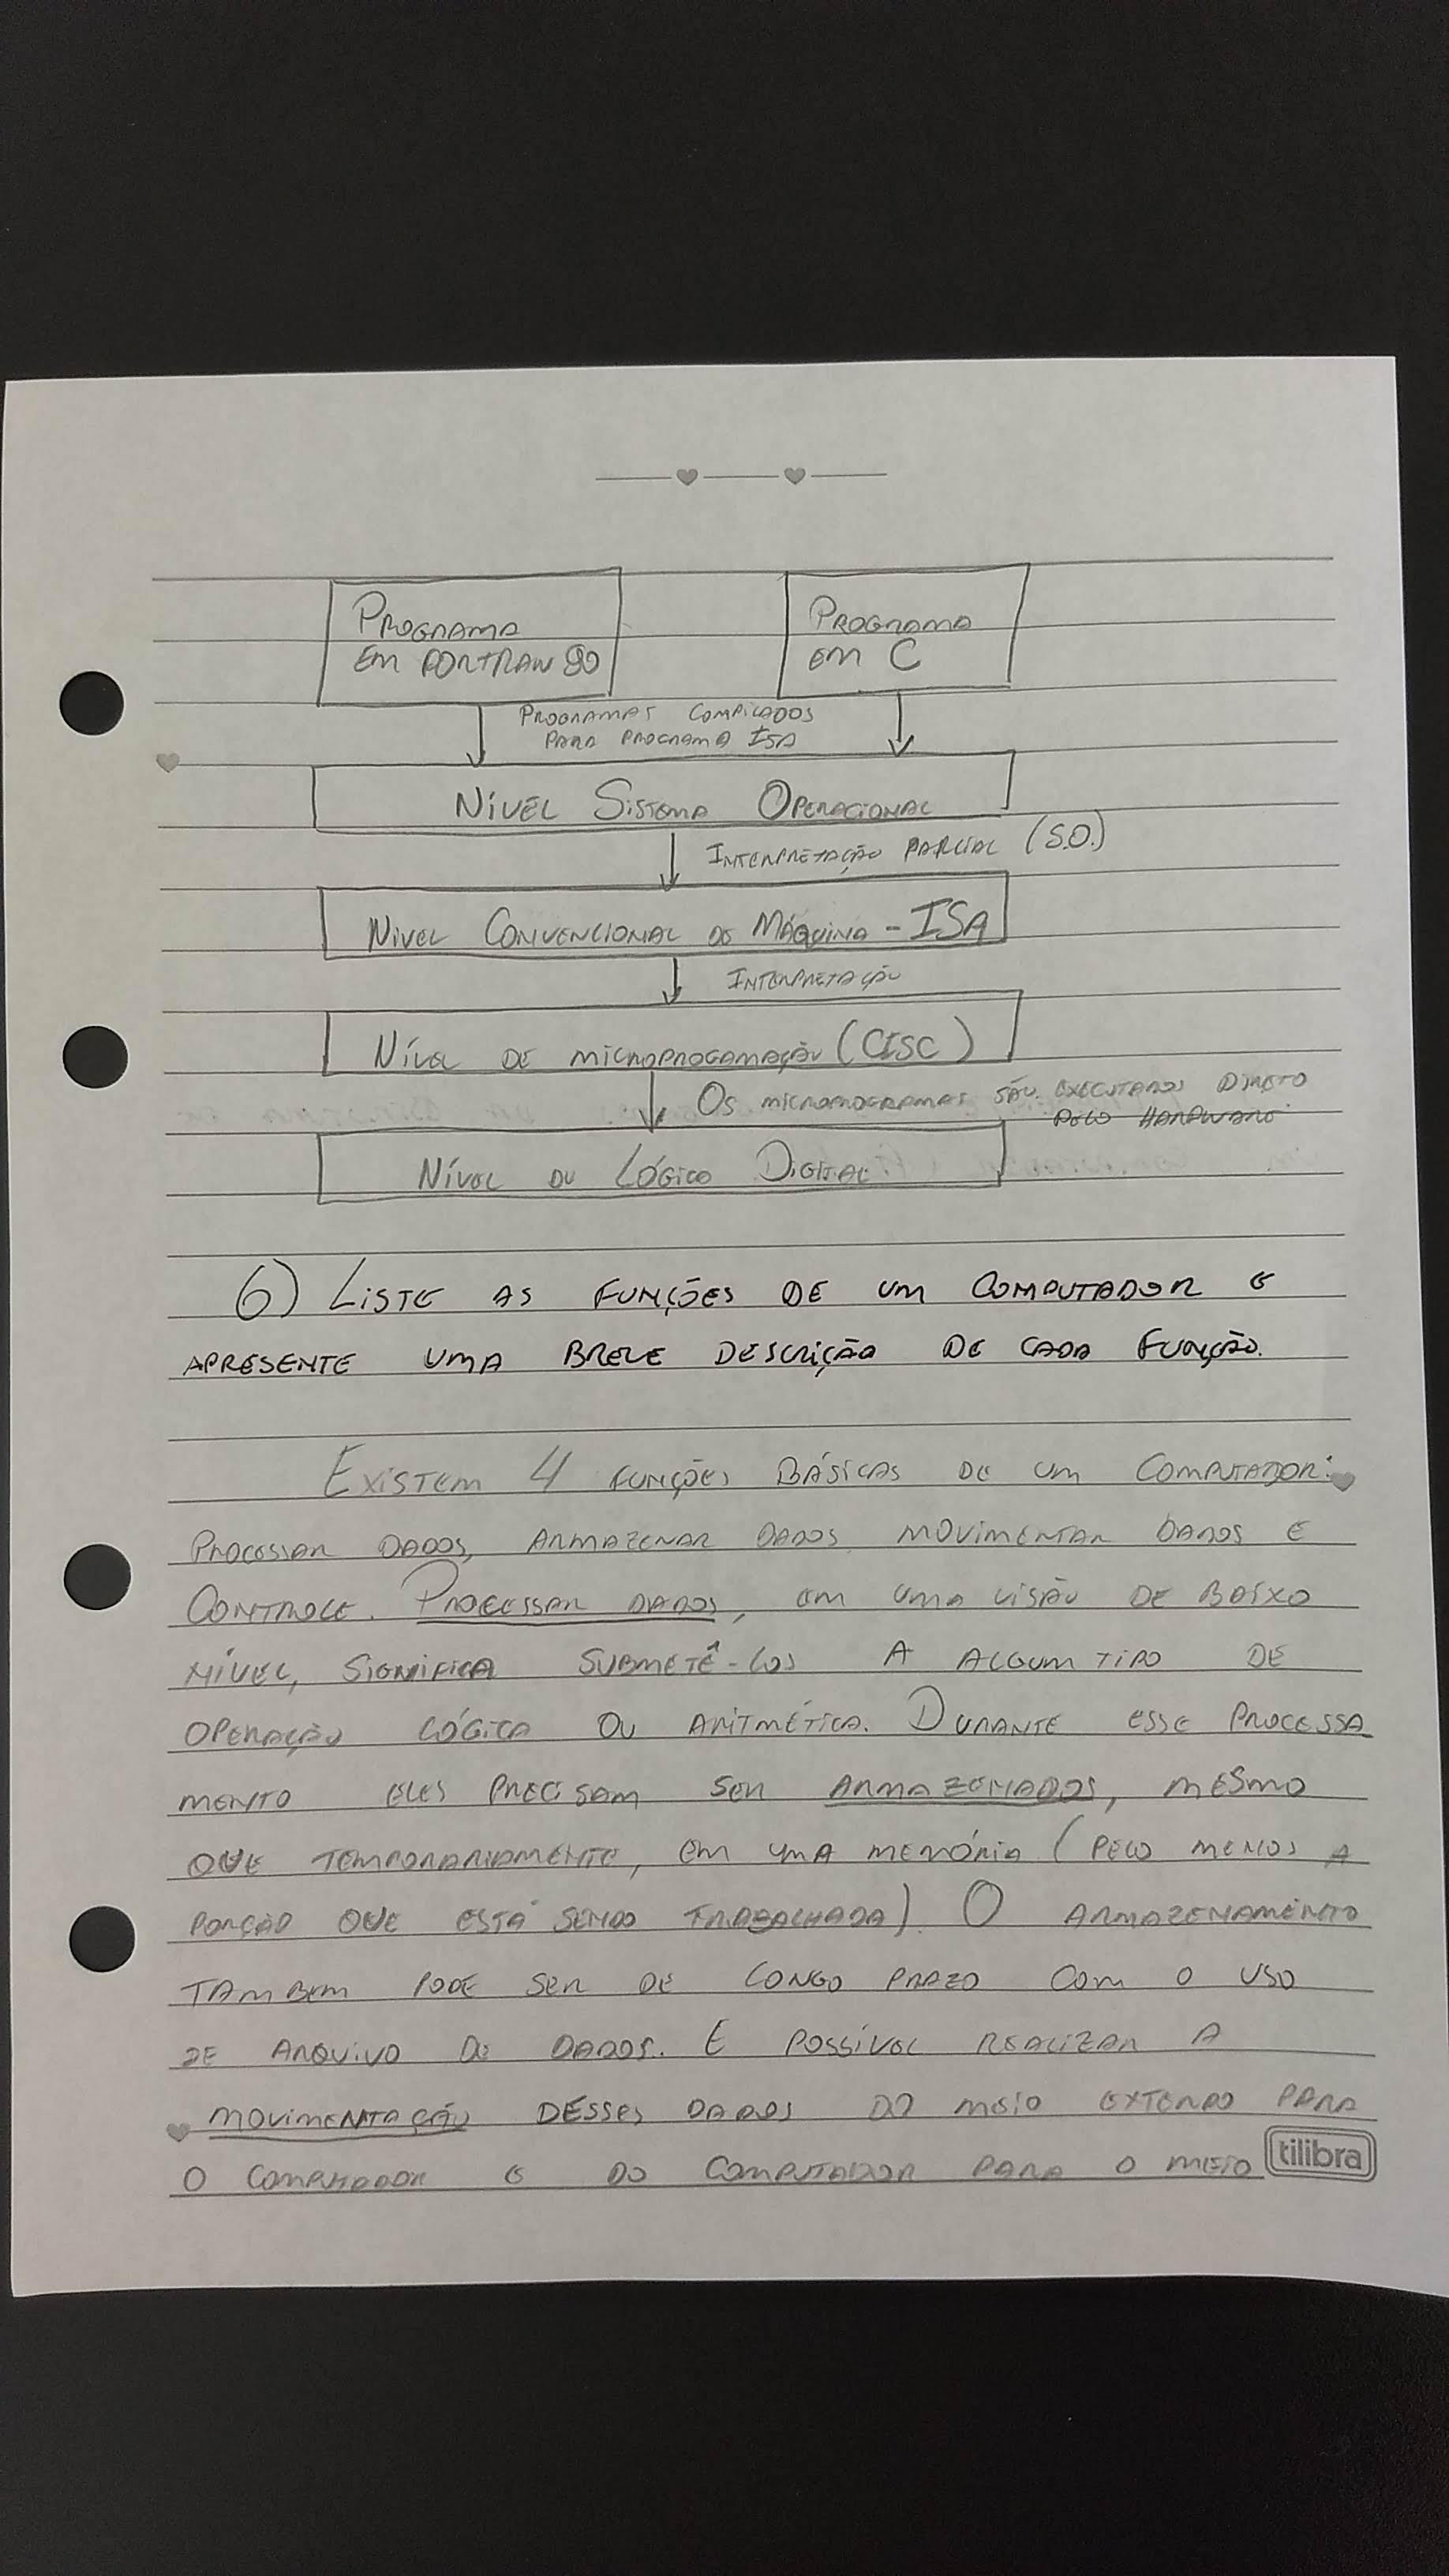 PROGRAMA
EM FORTRAN 90
PROGRAMA
EM C
PROGRAMAS COMPILADOS
PARA PROGRAMA ISA
NÍVEL SISTEMA OPERACIONAL
INTERPRETAÇÃO PARCIAL (S.O.)
NIVEL CONVENCIONAL DE MÁQUINA - ISA
INTERPRETAÇÃO
NÍVEL DE MICROPROGAMAÇÃO (CISC)
OS MICROPROGRAMAS SÃO EXECUTADOS DIRETO
PELO HARDWARE.
NÍVEL DU LÓGICO DIGITAL
6) LISTE AS FUNÇÕES DE UM COMPUTADOR E
APRESENTE UMA BREVE DESCRIÇÃO DE CADA FUNÇÃO.
EXISTEM 4 FUNÇÕES BÁSICAS DE UM COMPUTADOR:
PROCESSAR DADOS, ARMAZENAR DADOS, MOVIMENTAR DADOS E
CONTROLE. PROCESSAR DADOS, EM UMA VISÃO DE BAIXO
NÍVEL, SIGNIFICA SUBMETÊ-LOS A ALGUM TIPO DE
OPERAÇÃO LÓGICA OU ARITMÉTICA. DURANTE ESSE PROCESSA
MENTO ELES PRECISAM SER ARMAZENADOS, MESMO
QUE TEMPORARIAMENTE, EM UMA MEMÓRIA (PELO MENOS A
PORÇÃO QUE ESTÁ SENDO TRABALHADA). O ARMAZENAMENTO
TAMBEM PODE SER DE LONGO PRAZO COM O USO
DE ARQUIVO DE DADOS. E POSSÍVEL REALIZAR A
MOVIMENTAÇÃO DESSES DADOS DO MEIO EXTERNO PARA
O COMPUTADOR E DO COMPUTADOR PARA O MEIO
tilibra